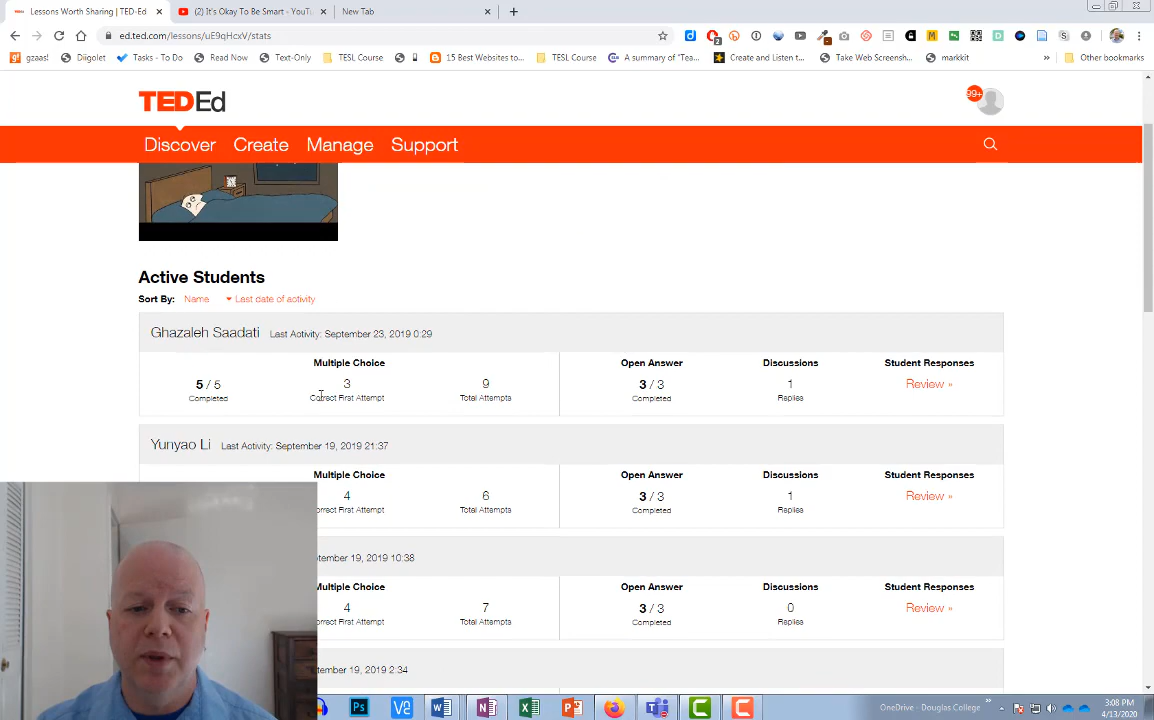 Lessons Worth Sharing | TED-Ed
(2) It's Okay To Be Smart - YouTu
New Tab
ed.ted.com/lessons/uE9qHcxV/stats
gzaas!
Diigolet
Tasks - To Do
Read Now
Text-Only
TESL Course
15 Best Websites to...
TESL Course
A summary of "Tea...
Create and Listen t...
Take Web Screensh...
markkit
Other bookmarks
TEDEd
99+
Discover Create Manage Support
Active Students
Sort By: Name Last date of activity
Ghazaleh Saadati Last Activity: September 23, 2019 0:29
Multiple Choice Open Answer Discussions Student Responses
5 / 5 3 9 3 / 3 1 Review »
Completed Correct First Attempt Total Attempts Completed Replies
Yunyao Li Last Activity: September 19, 2019 21:37
Multiple Choice Open Answer Discussions Student Responses
4 6 3 / 3 1 Review »
orrect First Attempt Total Attempts Completed Replies
tember 19, 2019 10:38
Multiple Choice Open Answer Discussions Student Responses
4 7 3 / 3 0 Review »
orrect First Attempt Total Attempts Completed Replies
tember 19, 2019 2:34
OneDrive - Douglas College
3:08 PM
4/13/2020